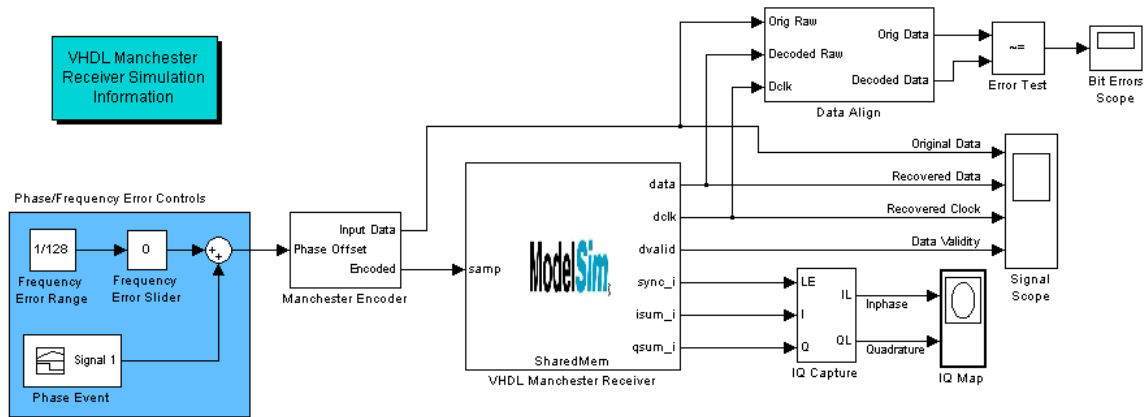 VHDL Manchester
Receiver Simulation
Information
Orig Raw
Decoded Raw
Dclk
Orig Data
Decoded Data
Data Align
~=
Error Test
Bit Errors
Scope
Original Data
Recovered Data
Recovered Clock
Data Validity
Signal
Scope
Phase/Frequency Error Controls
1/128
Frequency
Error Range
0
Frequency
Error Slider
+
+
Signal 1
Phase Event
Input Data
Phase Offset
Encoded
Manchester Encoder
samp
ModelSim
data
dclk
dvalid
sync_i
isum_i
qsum_i
SharedMem
VHDL Manchester Receiver
LE
I
Q
IL
QL
IQ Capture
Inphase
Quadrature
IQ Map